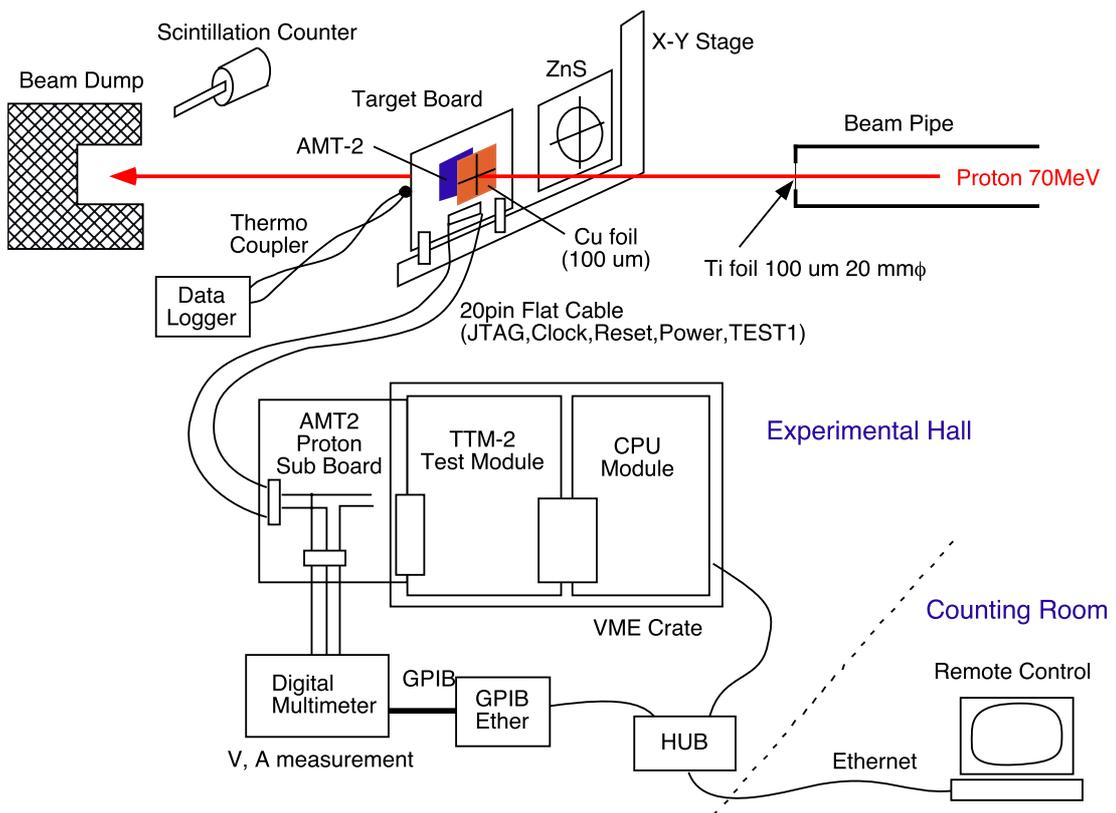 Scintillation Counter
X-Y Stage
Beam Dump
ZnS
Target Board
Beam Pipe
AMT-2
Proton 70MeV
Thermo
Coupler
Cu foil
(100 um)
Ti foil 100 um 20 mmϕ
Data
Logger
20pin Flat Cable
(JTAG,Clock,Reset,Power,TEST1)
AMT2
Proton
Sub Board
TTM-2
Test Module
CPU
Module
Experimental Hall
VME Crate
Counting Room
Remote Control
Digital
Multimeter
GPIB
GPIB
Ether
HUB
Ethernet
V, A measurement